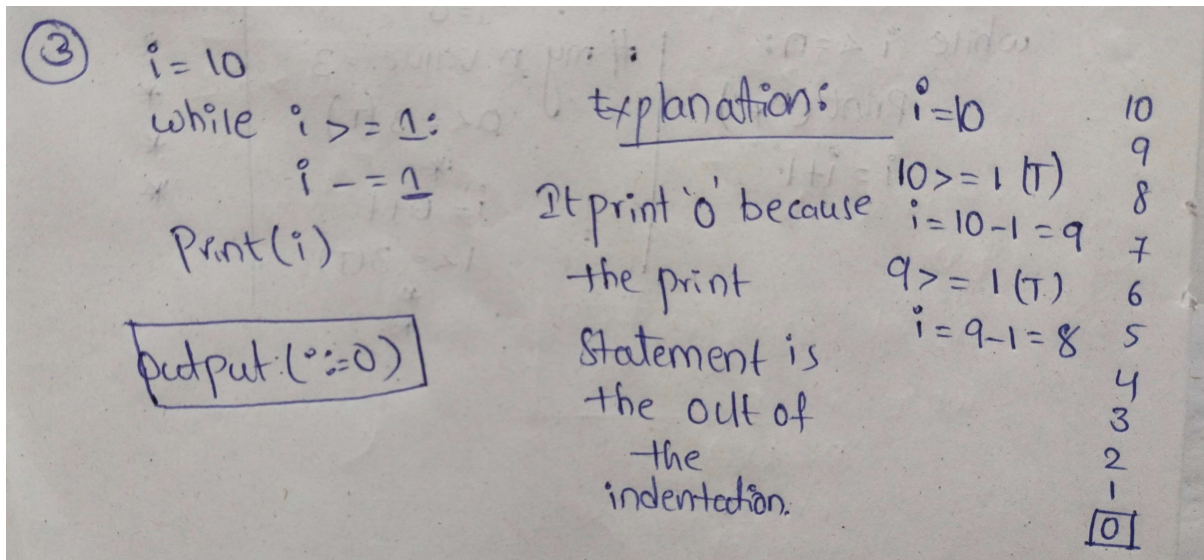 ③
i = 10
while i >= 1:
i -= 1
Print(i)
output:(i:=0)
Explanation:
It print '0' because
the print
Statement is
the oult of
the
indentation.
i=10
10>= 1 (T)
i = 10-1 = 9
9>= 1 (T)
i = 9-1 = 8
10
9
8
7
6
5
4
3
2
1
0